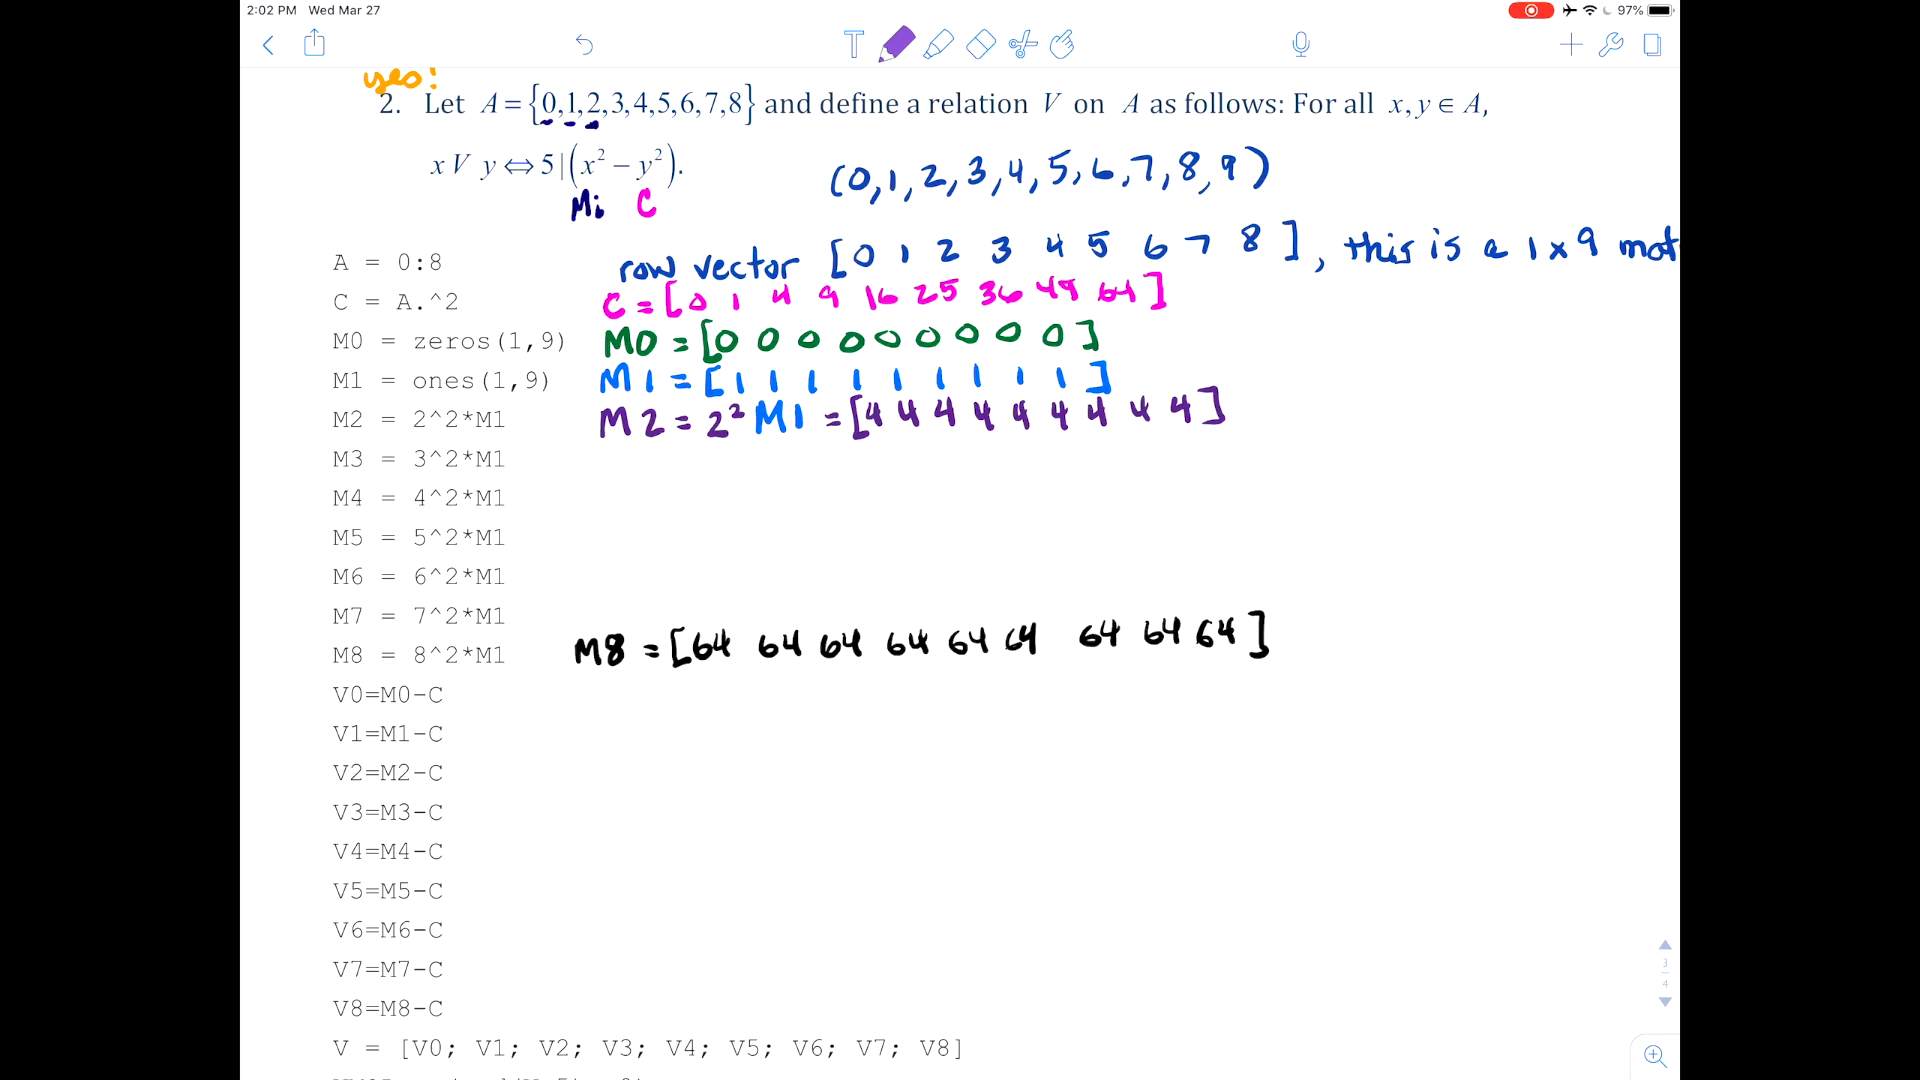 2:02 PM Wed Mar 27
97%
T
yes!
2. Let A={0,1,2,3,4,5,6,7,8} and define a relation V on A as follows: For all x,y∈A,
x V y⇔5|(x²−y²).
(0,1,2,3,4,5,6,7,8,9)
Mi C
A = 0:8
row vector [0 1 2 3 4 5 6 7 8], this is a 1x9 mat
C = A.^2
C=[0 1 4 9 16 25 36 49 64]
M0 = zeros(1,9)
M0=[0 0 0 0 0 0 0 0 0]
M1 = ones(1,9)
M1=[1 1 1 1 1 1 1 1 1]
M2 = 2^2*M1
M2=2²M1=[4 4 4 4 4 4 4 4 4]
M3 = 3^2*M1
M4 = 4^2*M1
M5 = 5^2*M1
M6 = 6^2*M1
M7 = 7^2*M1
M8 = 8^2*M1
M8=[64 64 64 64 64 64 64 64 64]
V0=M0-C
V1=M1-C
V2=M2-C
V3=M3-C
V4=M4-C
V5=M5-C
V6=M6-C
V7=M7-C
V8=M8-C
3
4
V = [V0; V1; V2; V3; V4; V5; V6; V7; V8]